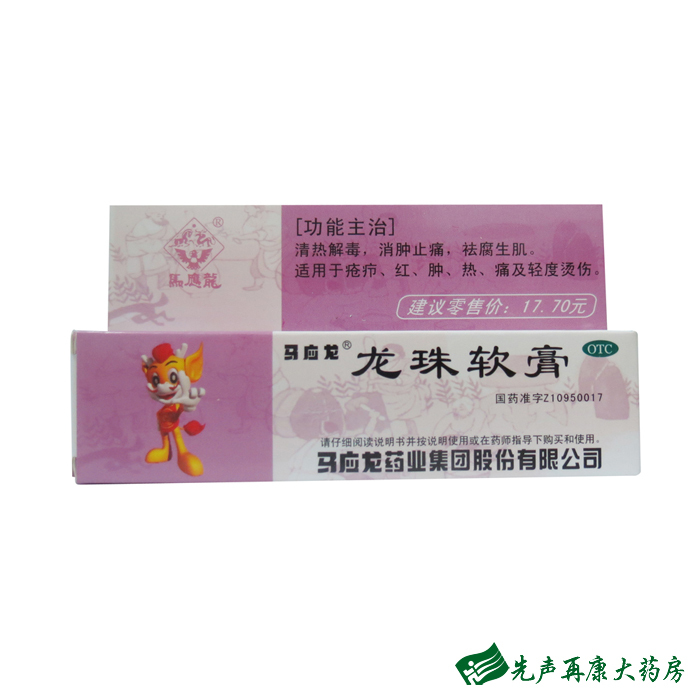 [功能主治]
清热解毒，消肿止痛，祛腐生肌。
适用于疮疖、红、肿、热、痛及轻度烫伤。
建议零售价：17.70元
R
馬應龍
马应龙®
龙珠软膏
OTC
国药准字Z10950017
请仔细阅读说明书并按说明使用或在药师指导下购买和使用。
马应龙药业集团股份有限公司
先声再康大药房